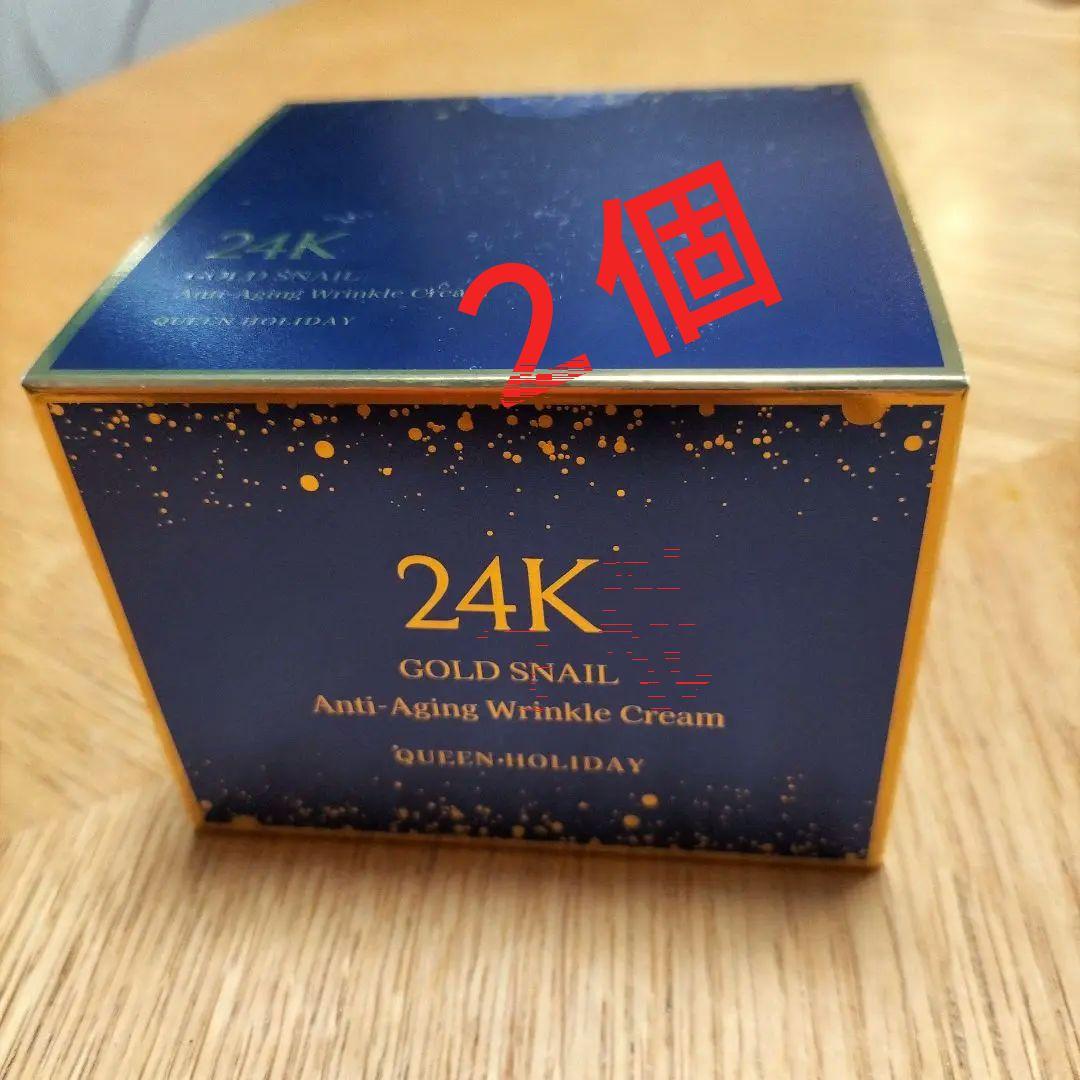 24K
GOLD SNAIL
Anti-Aging Wrinkle Cream
QUEEN HOLIDAY
2個
24K
GOLD SNAIL
Anti-Aging Wrinkle Cream
QUEEN·HOLIDAY